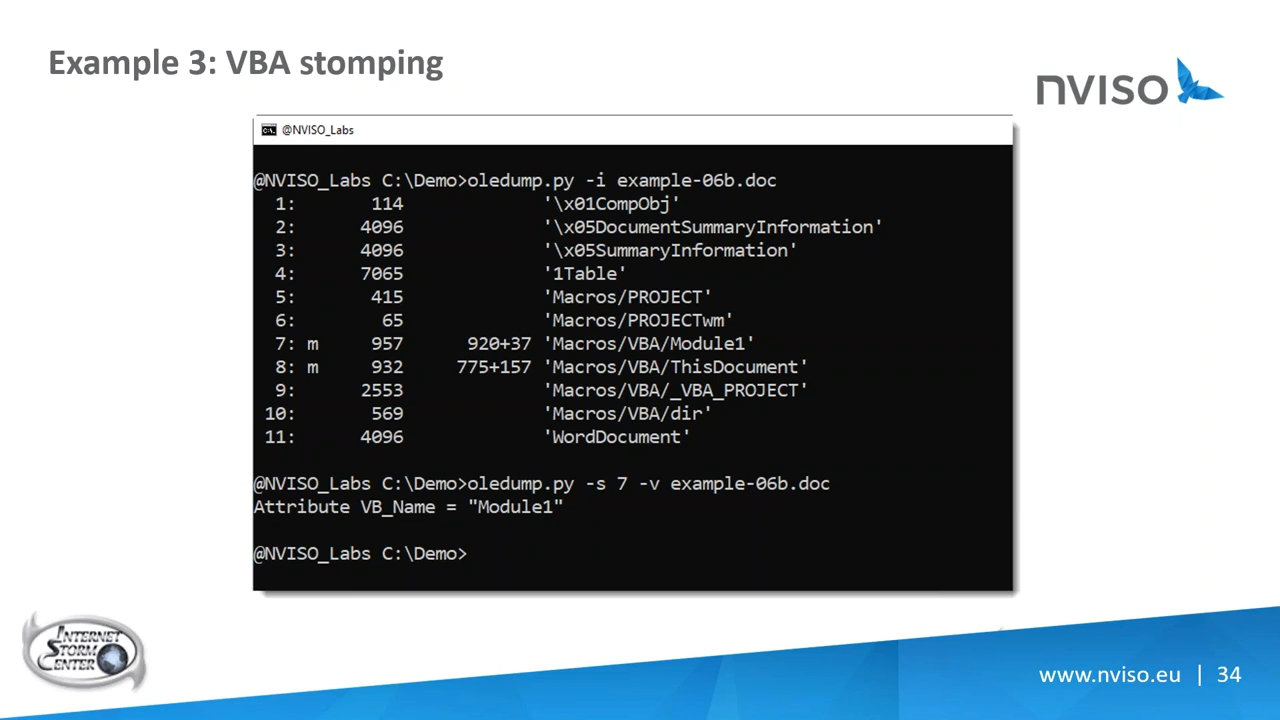 Example 3: VBA stomping
nviso
@NVISO_Labs
@NVISO_Labs C:\Demo>oledump.py -i example-06b.doc
1: 114 '\x01CompObj'
2: 4096 '\x05DocumentSummaryInformation'
3: 4096 '\x05SummaryInformation'
4: 7065 '1Table'
5: 415 'Macros/PROJECT'
6: 65 'Macros/PROJECTwm'
7: m 957 920+37 'Macros/VBA/Module1'
8: m 932 775+157 'Macros/VBA/ThisDocument'
9: 2553 'Macros/VBA/_VBA_PROJECT'
10: 569 'Macros/VBA/dir'
11: 4096 'WordDocument'
@NVISO_Labs C:\Demo>oledump.py -s 7 -v example-06b.doc
Attribute VB_Name = "Module1"
@NVISO_Labs C:\Demo>
INTERNET
STORM
CENTER
www.nviso.eu | 34